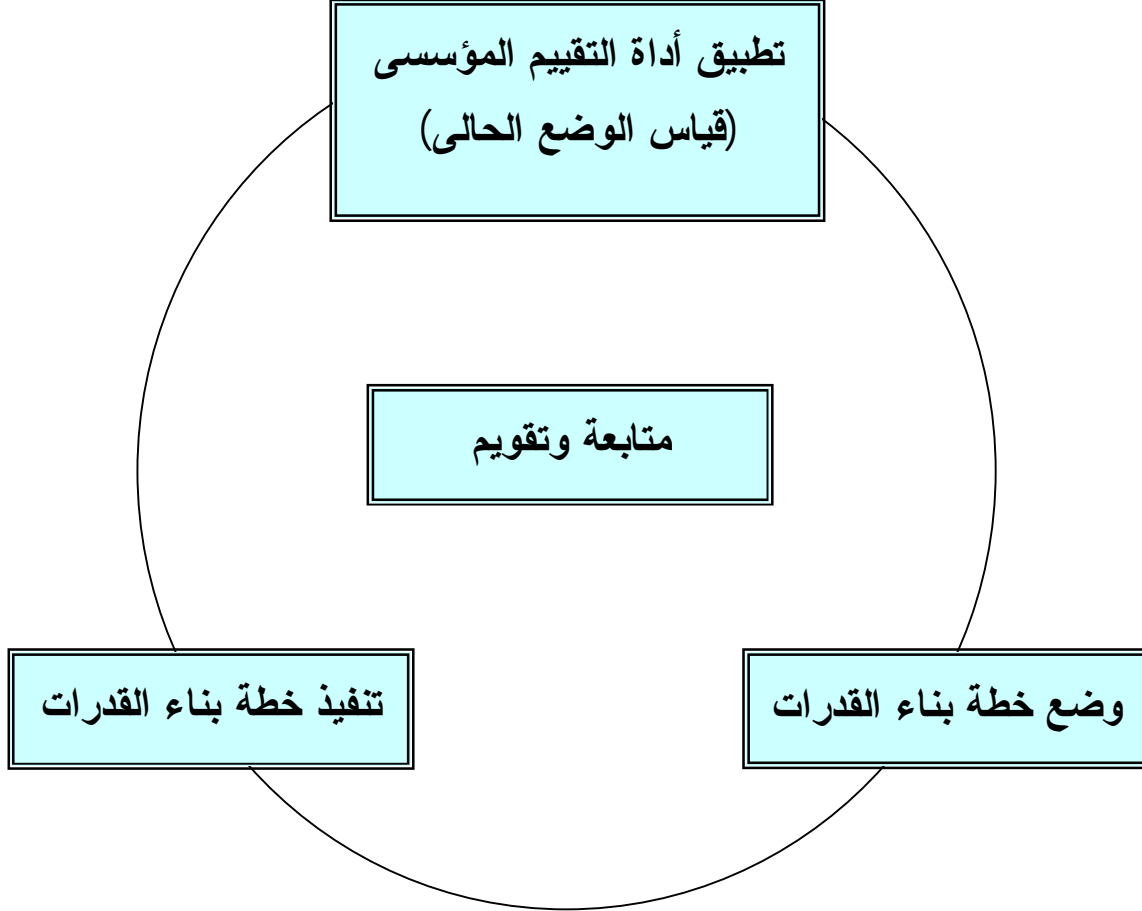 تطبيق أداة التقييم المؤسسى
(قياس الوضع الحالى)
متابعة وتقويم
وضع خطة بناء القدرات
تنفيذ خطة بناء القدرات